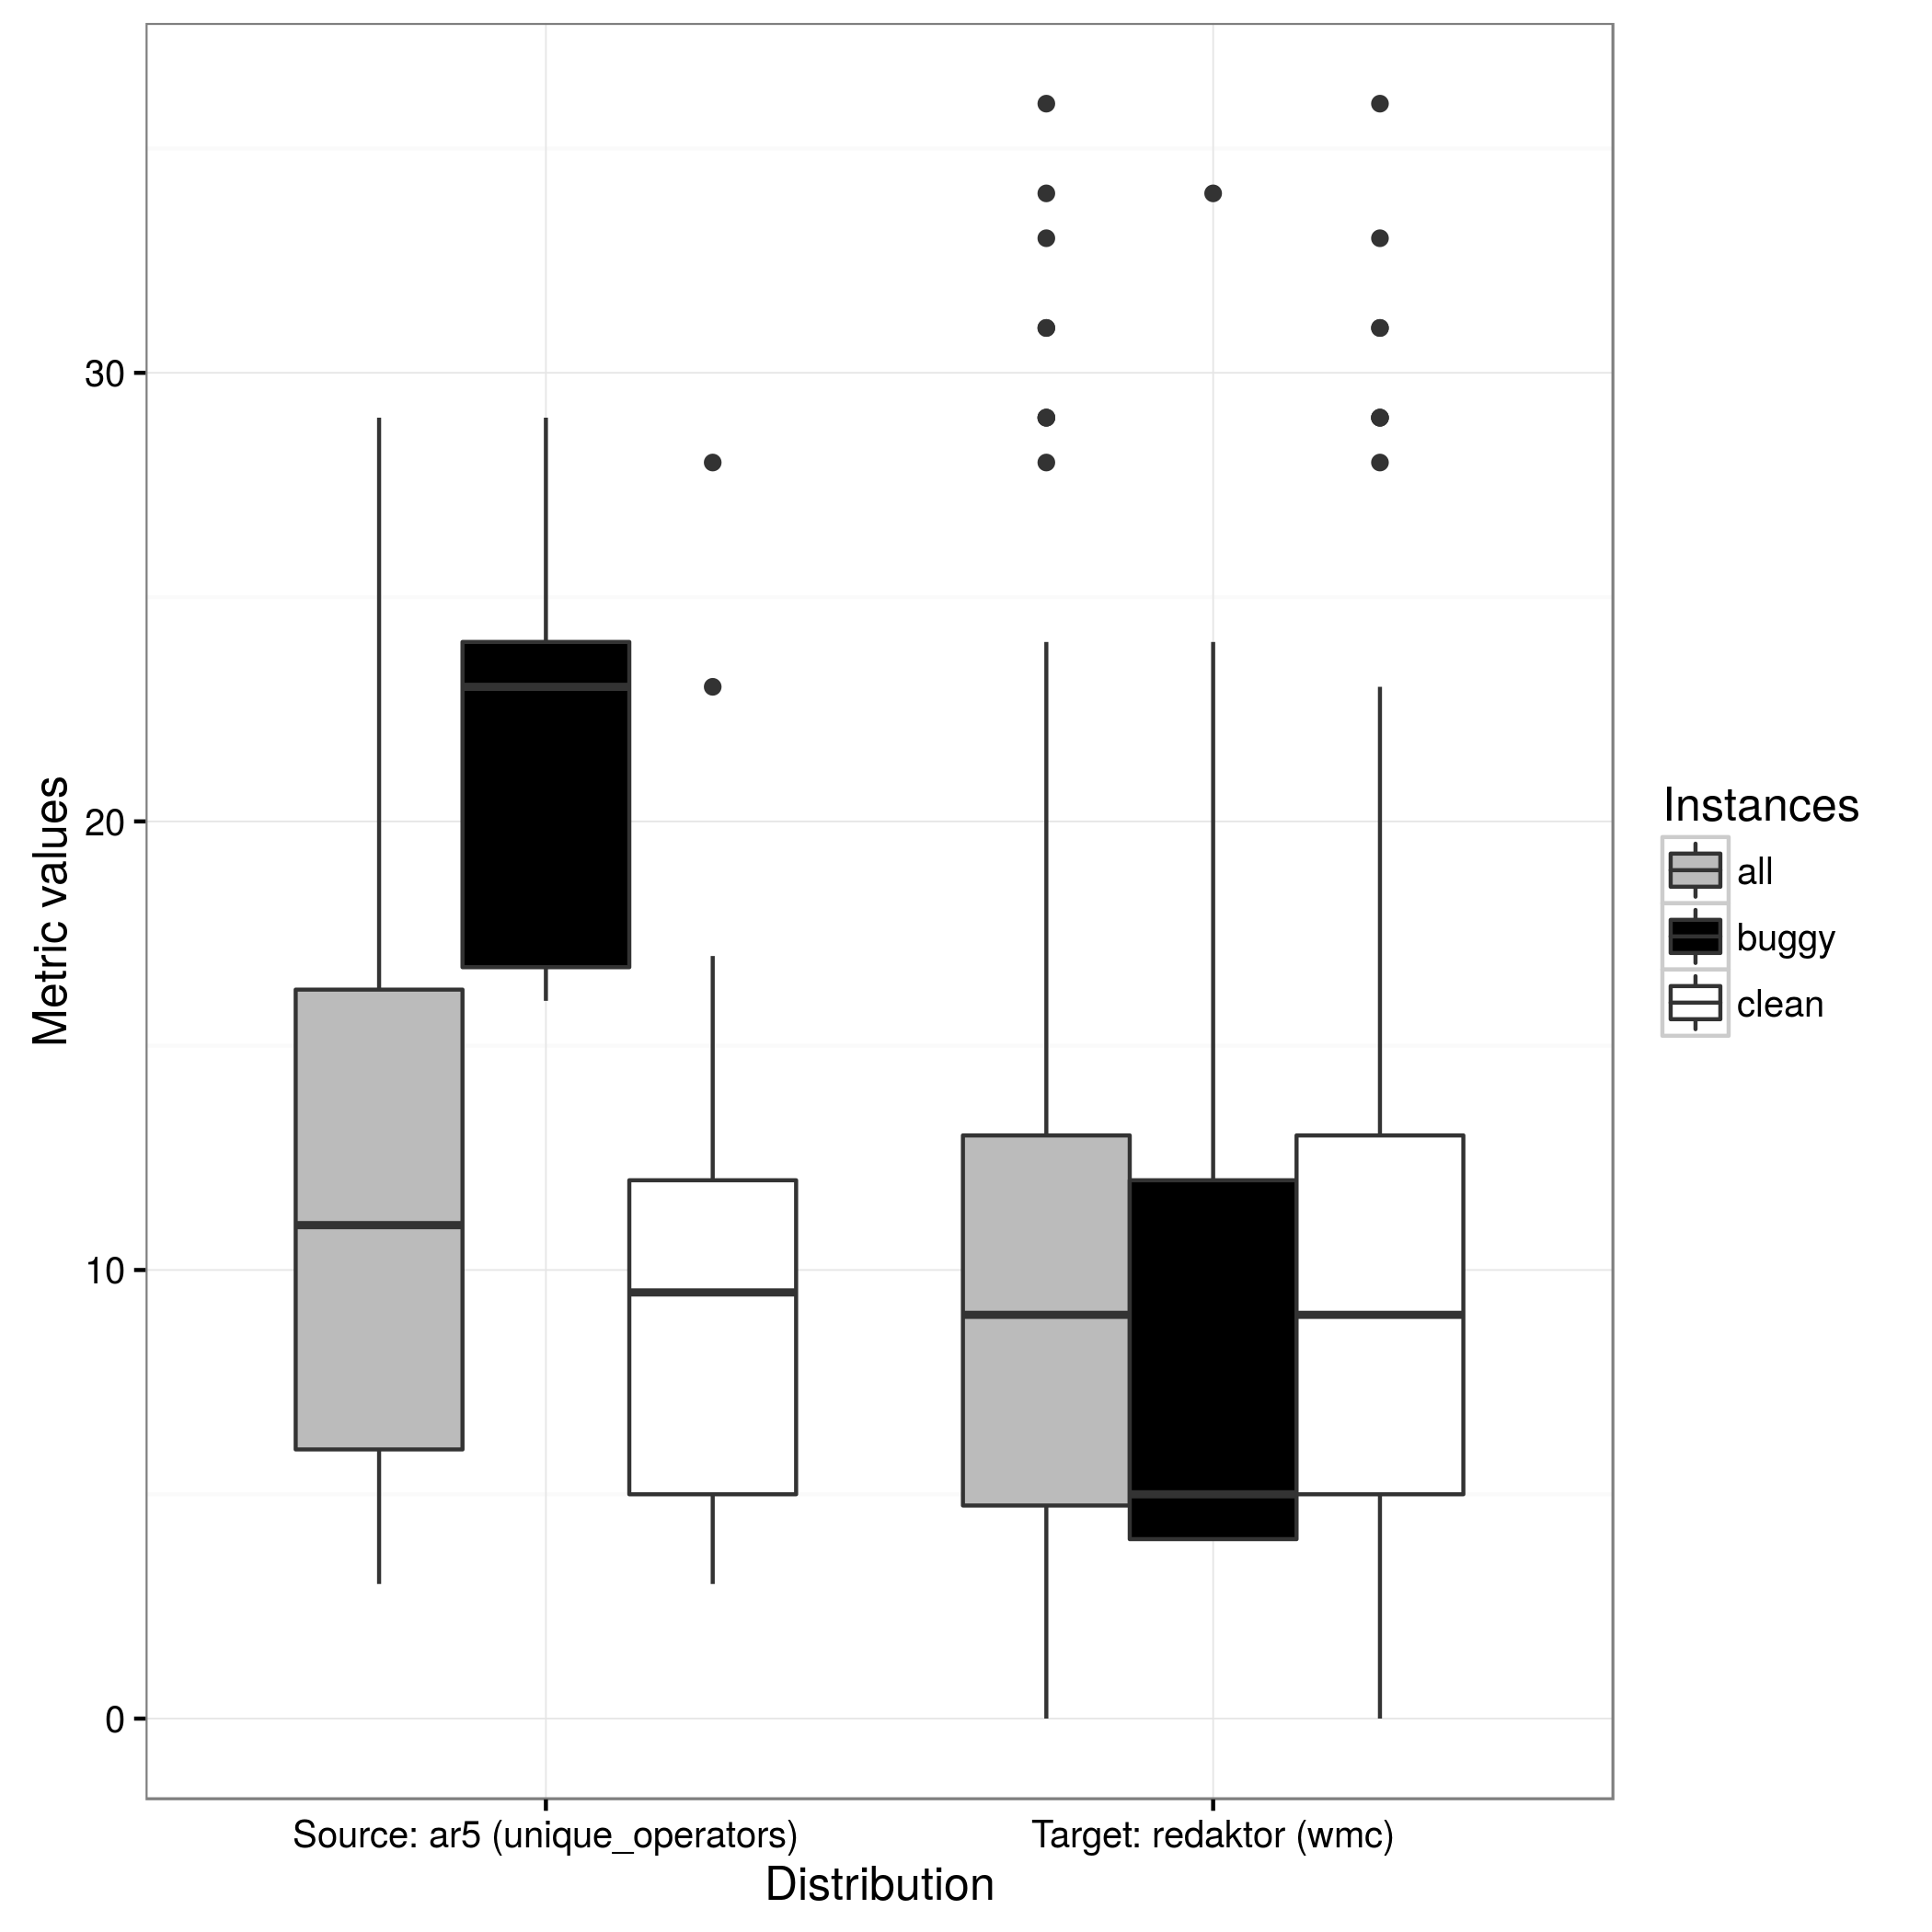 30
20
10
0
Metric values
Source: ar5 (unique_operators)
Target: redaktor (wmc)
Distribution
Instances
all
buggy
clean